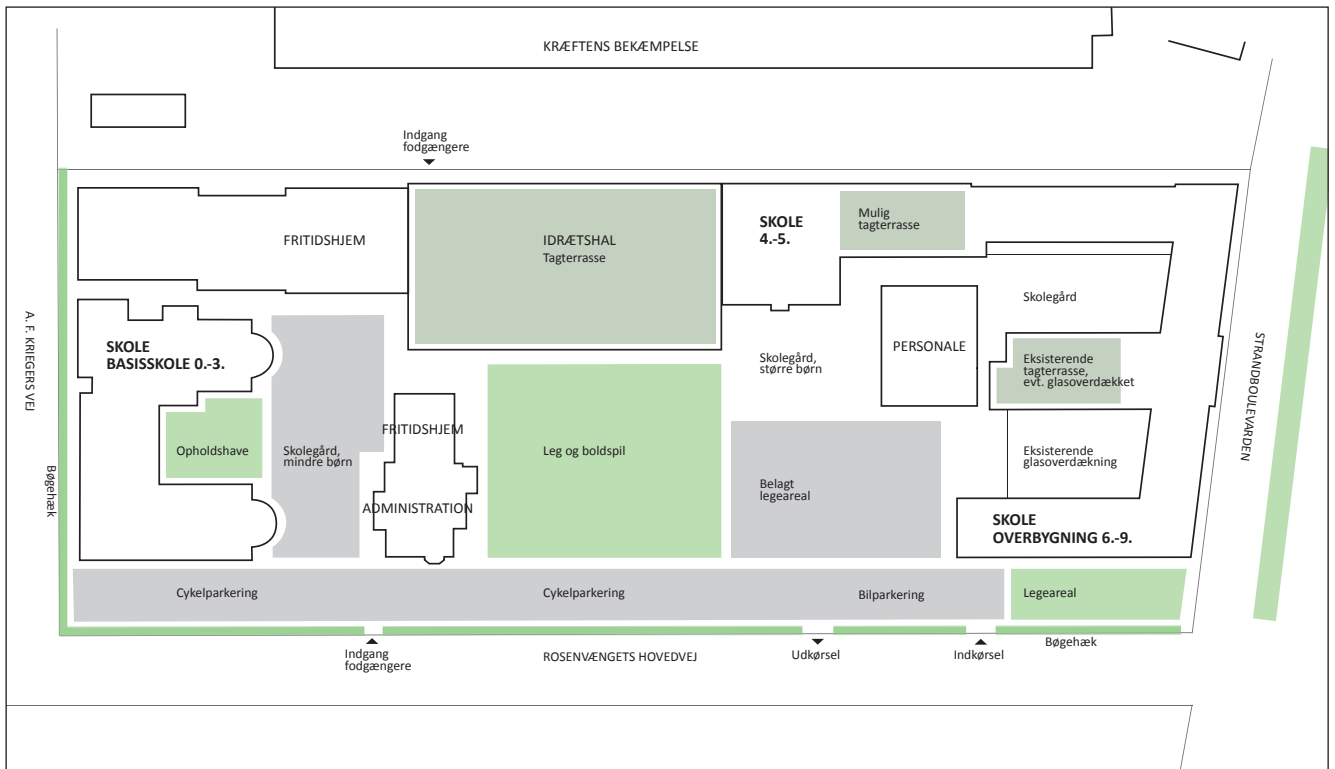 KRÆFTENS BEKÆMPELSE
Indgang
fodgængere
FRITIDSHJEM
IDRÆTSHAL
Tagterrasse
SKOLE
4.-5.
Mulig
tagterrasse
Skolegård
A. F. KRIEGERS VEJ
SKOLE
BASISSKOLE 0.-3.
Skolegård,
større børn
PERSONALE
Eksisterende
tagterrasse,
evt. glasoverdækket
STRANDBOULEVARDEN
Opholdshave
Skolegård,
mindre børn
FRITIDSHJEM
Leg og boldspil
Eksisterende
glasoverdækning
Bøgehæk
ADMINISTRATION
Belagt
legeareal
SKOLE
OVERBYGNING 6.-9.
Cykelparkering
Cykelparkering
Bilparkering
Legeareal
Indgang
fodgængere
ROSENVÆNGETS HOVEDVEJ
Udkørsel
Indkørsel
Bøgehæk